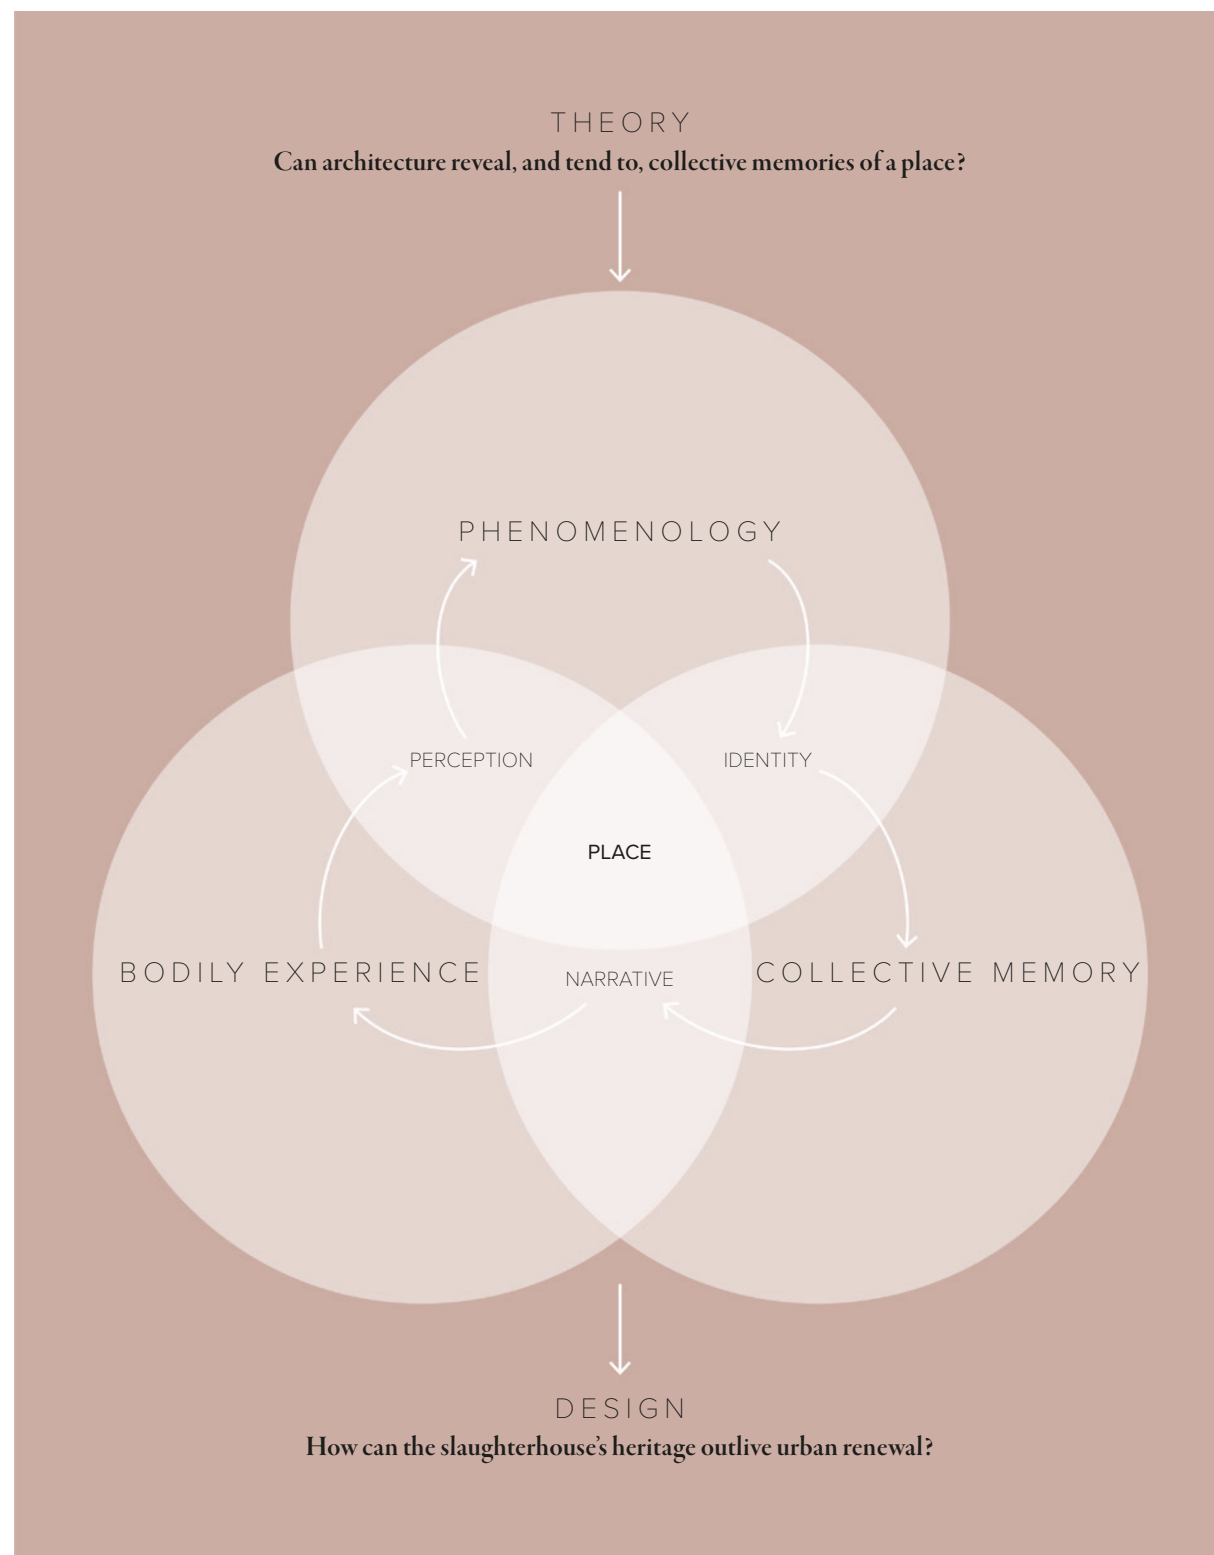 THEORY
Can architecture reveal, and tend to, collective memories of a place?
PHENOMENOLOGY
PERCEPTION
IDENTITY
PLACE
BODILY EXPERIENCE
NARRATIVE
COLLECTIVE MEMORY
DESIGN
How can the slaughterhouse’s heritage outlive urban renewal?